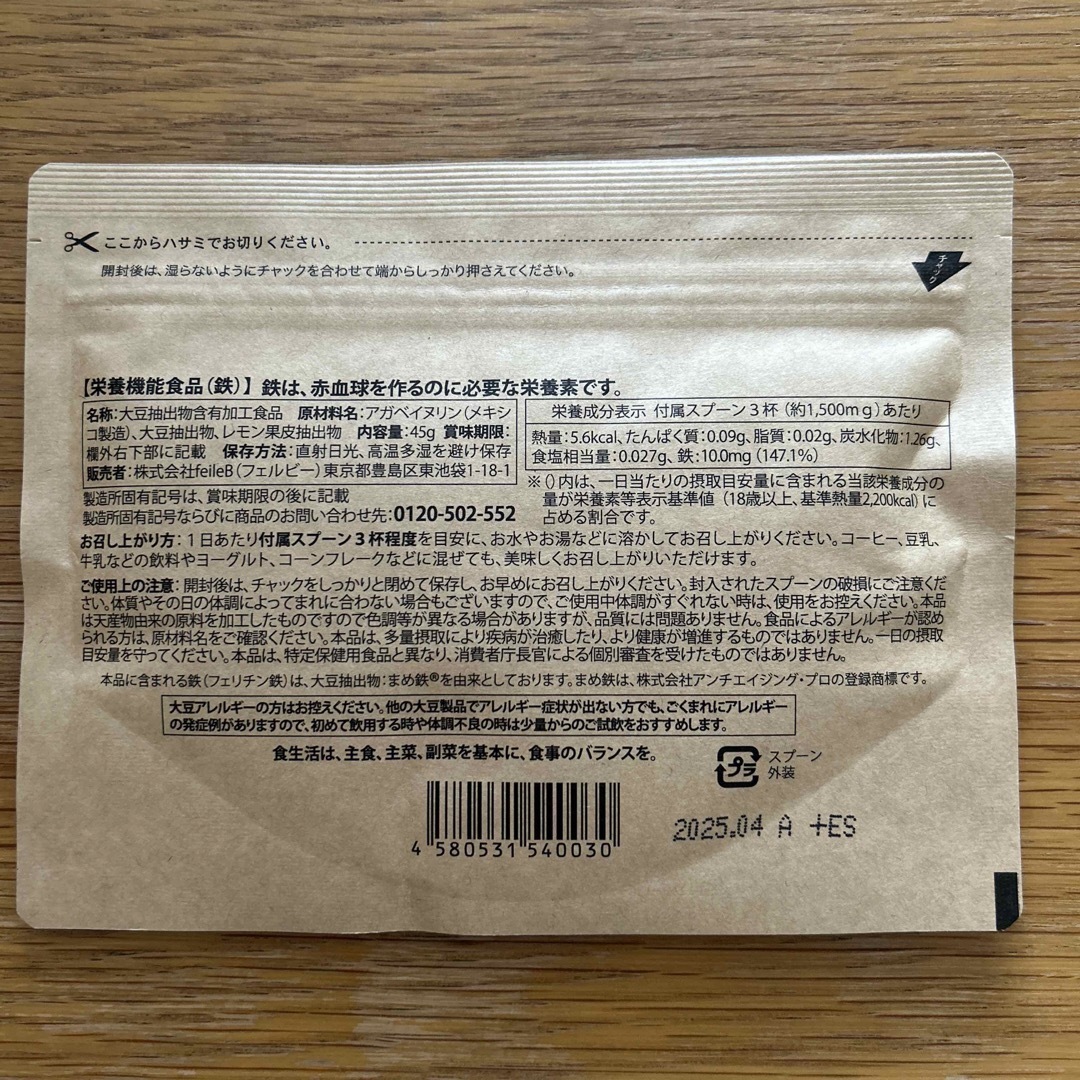 ここからハサミでお切りください。
開封後は、湿らないようにチャックを合わせて端からしっかり押さえてください。
チャック
【栄養機能食品(鉄)】 鉄は、赤血球を作るのに必要な栄養素です。
名称:大豆抽出物含有加工食品 原材料名:アガベイヌリン(メキシ
コ製造)、大豆抽出物、レモン果皮抽出物 内容量:45g 賞味期限:
欄外右下部に記載 保存方法:直射日光、高温多湿を避け保存
販売者:株式会社feileB(フェルビー)東京都豊島区東池袋1-18-1
製造所固有記号は、賞味期限の後に記載
製造所固有記号ならびに商品のお問い合わせ先:0120-502-552
栄養成分表示 付属スプーン3杯(約1,500mg)あたり
熱量:5.6kcal、たんぱく質:0.09g、脂質:0.02g、炭水化物:1.26g、
食塩相当量:0.027g、鉄:10.0mg(147.1%)
※()内は、一日当たりの摂取目安量に含まれる当該栄養成分の
量が栄養素等表示基準値(18歳以上、基準熱量2,200kcal)に
占める割合です。
お召し上がり方:1日あたり付属スプーン3杯程度を目安に、お水やお湯などに溶かしてお召し上がりください。コーヒー、豆乳、
牛乳などの飲料やヨーグルト、コーンフレークなどに混ぜても、美味しくお召し上がりいただけます。
ご使用上の注意:開封後は、チャックをしっかりと閉めて保存し、お早めにお召し上がりください。封入されたスプーンの破損にご注意くだ
さい。体質やその日の体調によってまれに合わない場合もございますので、ご使用中体調がすぐれない時は、使用をお控えください。本品
は天産物由来の原料を加工したものですので色調等が異なる場合がありますが、品質には問題ありません。食品によるアレルギーが認め
られる方は、原材料名をご確認ください。本品は、多量摂取により疾病が治癒したり、より健康が増進するものではありません。一日の摂取
目安量を守ってください。本品は、特定保健用食品と異なり、消費者庁長官による個別審査を受けたものではありません。
本品に含まれる鉄(フェリチン鉄)は、大豆抽出物:まめ鉄®を由来としております。まめ鉄は、株式会社アンチエイジング・プロの登録商標です。
大豆アレルギーの方はお控えください。他の大豆製品でアレルギー症状が出ない方でも、ごくまれにアレルギー
の発症例がありますので、初めて飲用する時や体調不良の時は少量からのご試飲をおすすめします。
食生活は、主食、主菜、副菜を基本に、食事のバランスを。
プラ
スプーン
外装
4 580531 540030
2025.04 A +ES